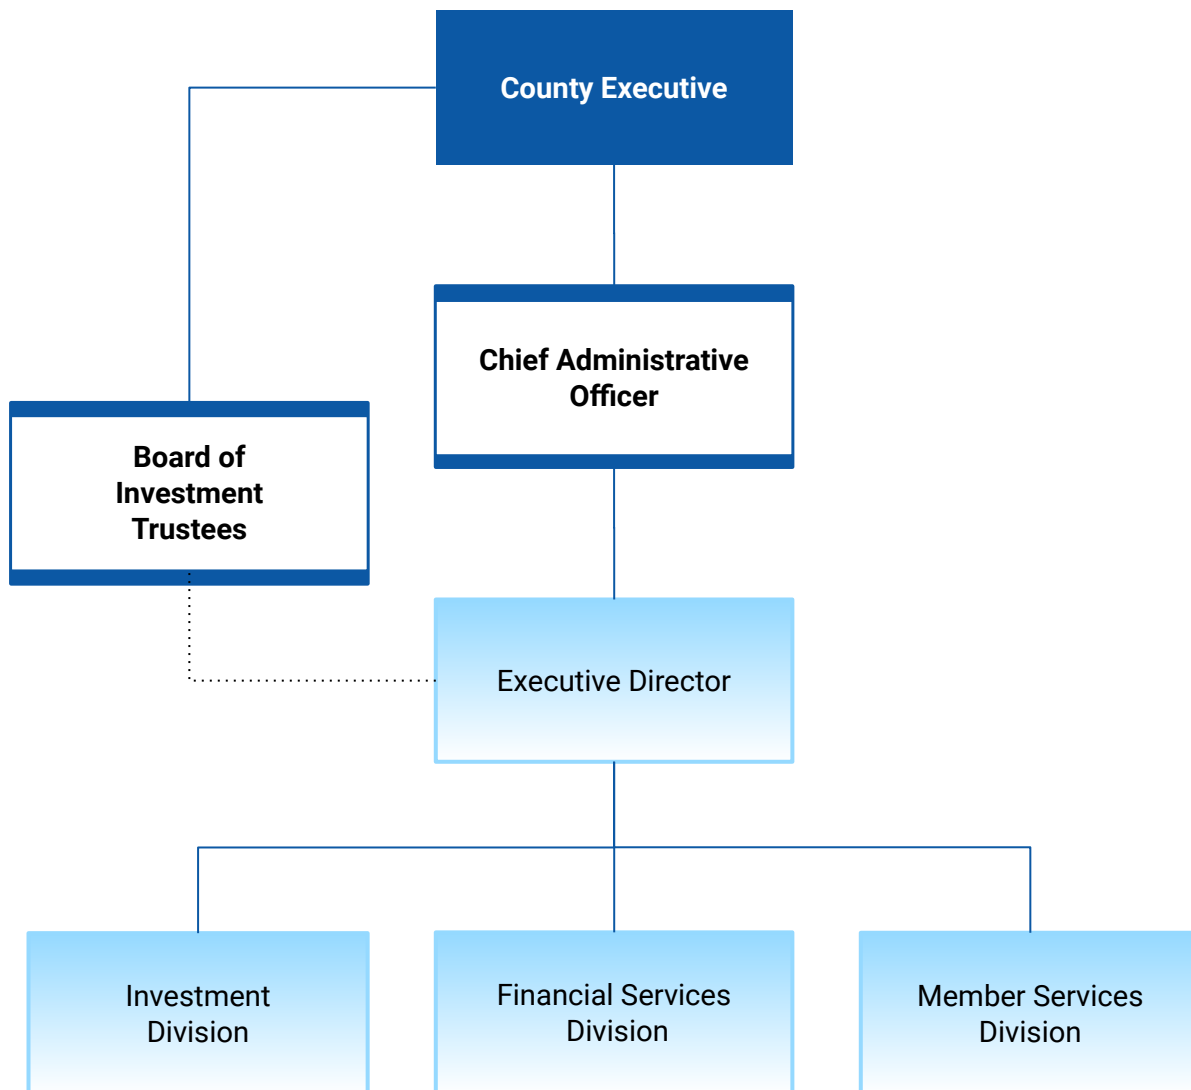 County Executive
Chief Administrative
Officer
Board of
Investment
Trustees
Executive Director
Investment
Division
Financial Services
Division
Member Services
Division